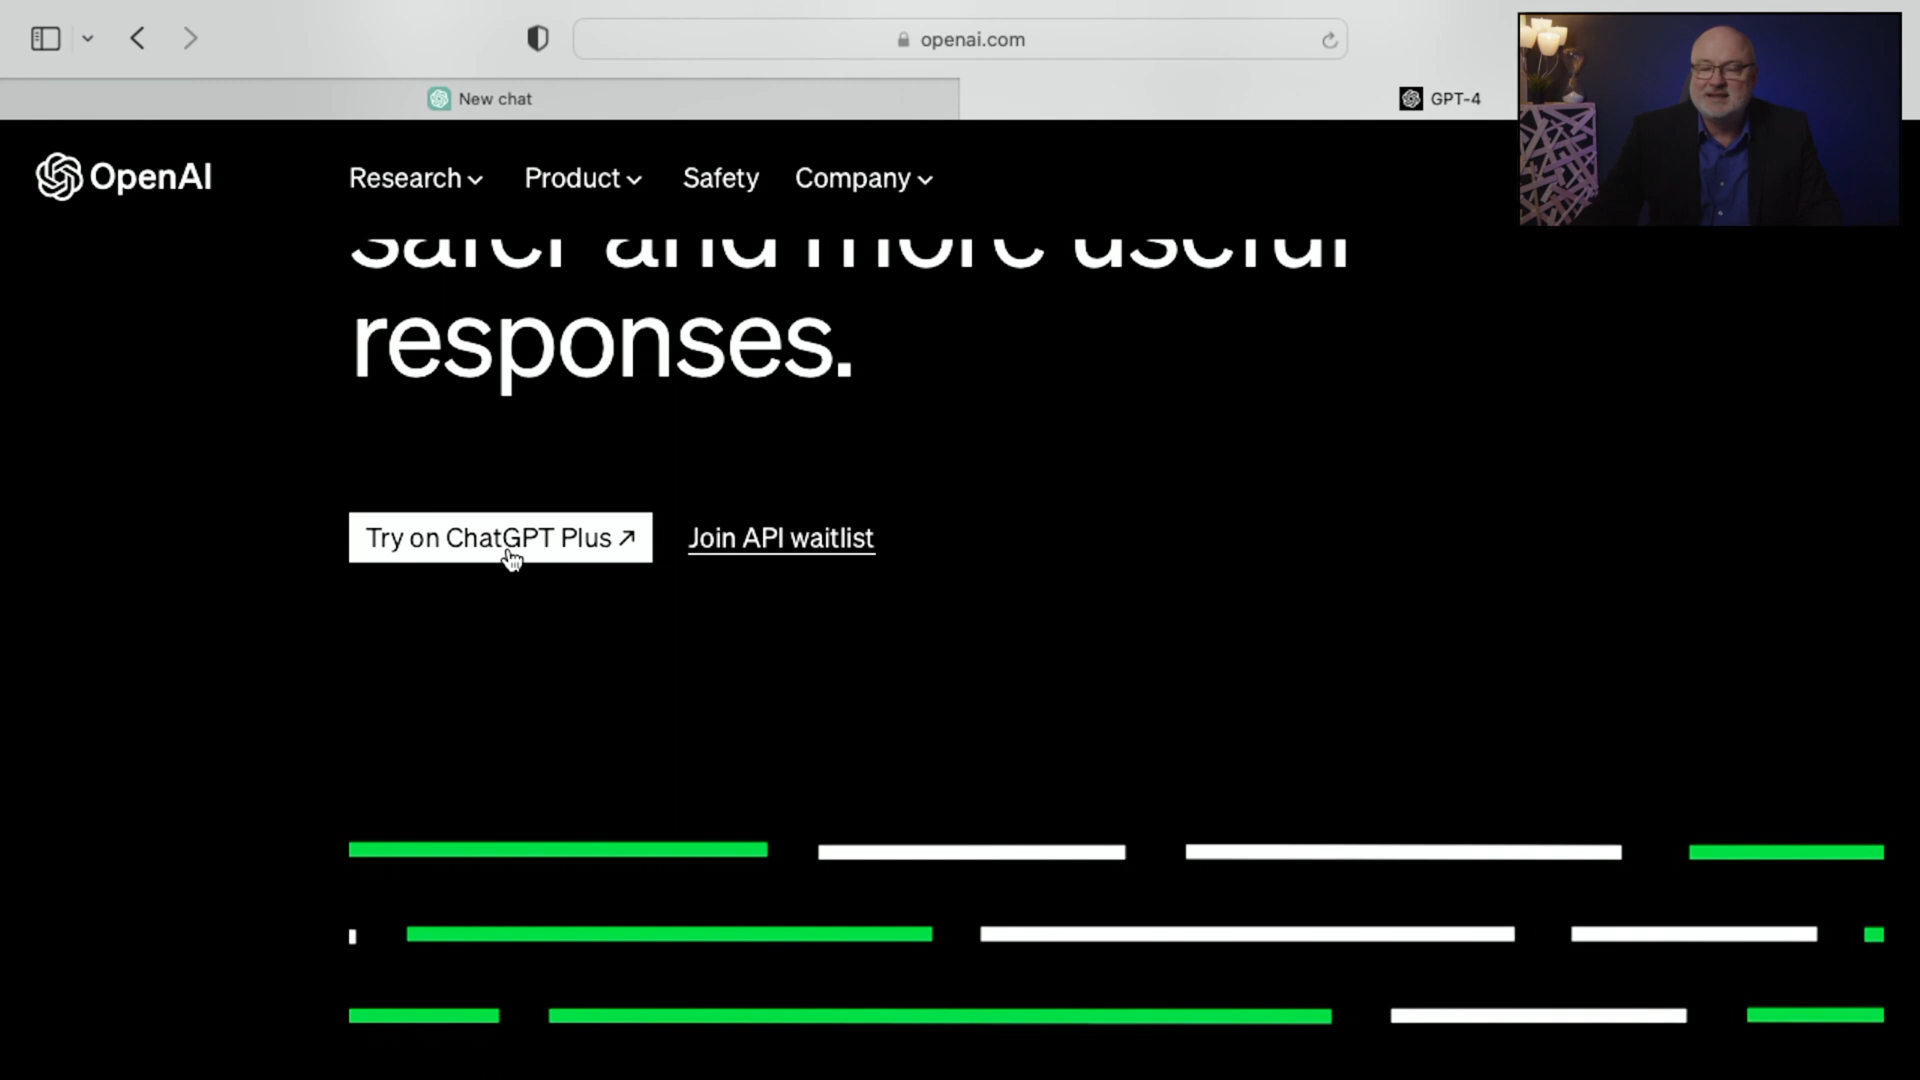 openai.com
New chat
GPT-4
OpenAI
Research
Product
Safety
Company
safer and more useful
responses.
Try on ChatGPT Plus ↗
Join API waitlist